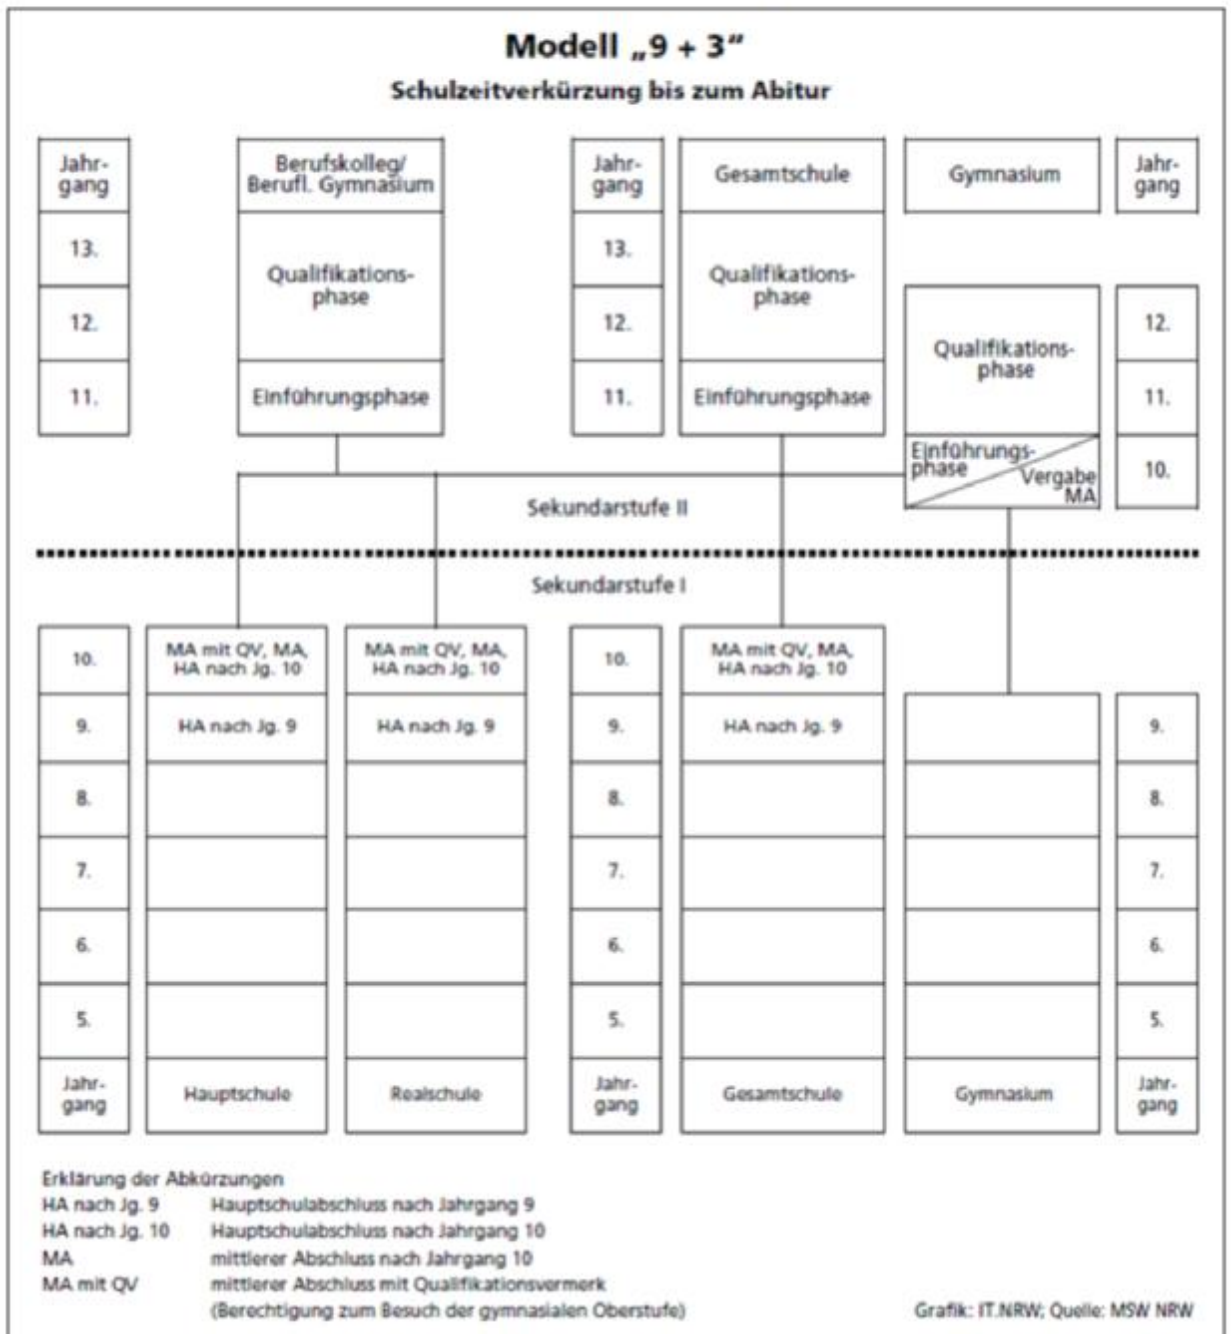 Modell „9 + 3“
Schulzeitverkürzung bis zum Abitur
Jahr-
gang
Berufskolleg/
Berufl. Gymnasium
Jahr-
gang
Gesamtschule
Gymnasium
Jahr-
gang
13.
Qualifikations-
phase
13.
Qualifikations-
phase
12.
12.
Qualifikations-
phase
12.
11.
Einführungsphase
11.
Einführungsphase
11.
Einführungs-
phase
Vergabe
MA
10.
Sekundarstufe II
Sekundarstufe I
10.
MA mit QV, MA,
HA nach Jg. 10
MA mit QV, MA,
HA nach Jg. 10
10.
MA mit QV, MA,
HA nach Jg. 10
9.
HA nach Jg. 9
HA nach Jg. 9
9.
HA nach Jg. 9
9.
8.
8.
8.
7.
7.
7.
6.
6.
6.
5.
5.
5.
Jahr-
gang
Hauptschule
Realschule
Jahr-
gang
Gesamtschule
Gymnasium
Jahr-
gang
Erklärung der Abkürzungen
HA nach Jg. 9 Hauptschulabschluss nach Jahrgang 9
HA nach Jg. 10 Hauptschulabschluss nach Jahrgang 10
MA mittlerer Abschluss nach Jahrgang 10
MA mit QV mittlerer Abschluss mit Qualifikationsvermerk
(Berechtigung zum Besuch der gymnasialen Oberstufe)
Grafik: IT.NRW; Quelle: MSW NRW